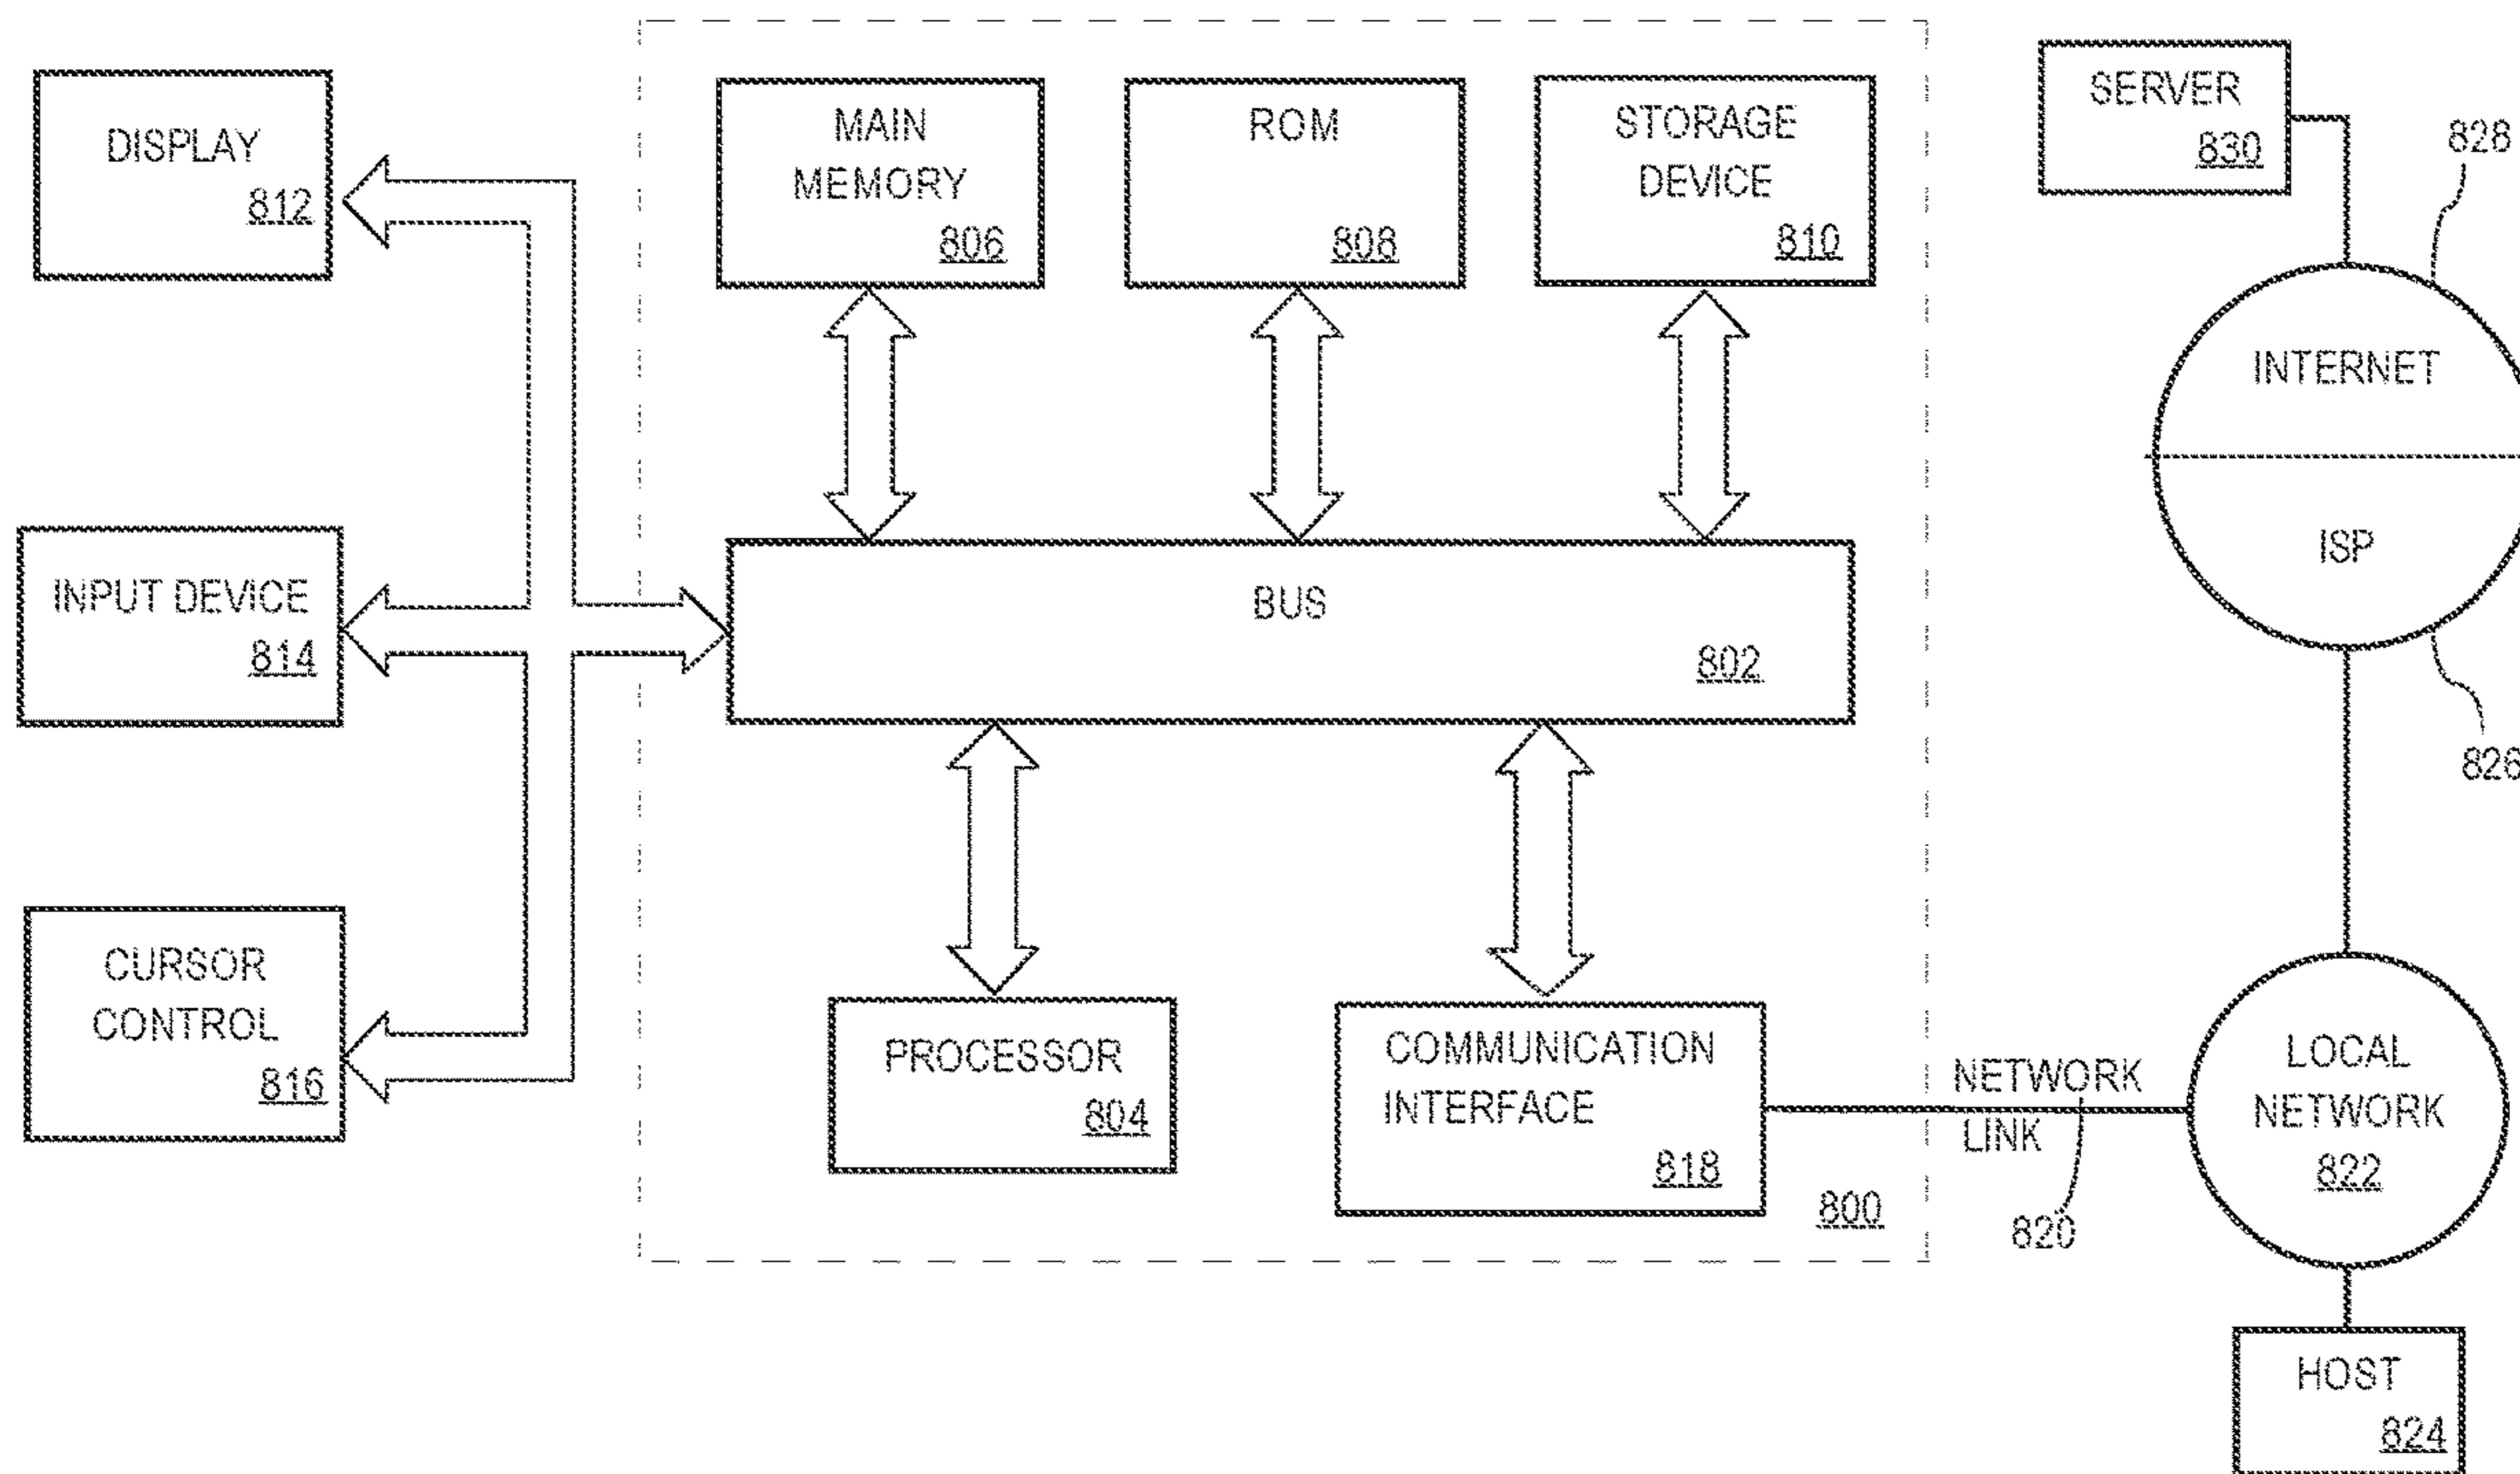 DISPLAY
812
INPUT DEVICE
814
CURSOR
CONTROL
816
MAIN
MEMORY
806
ROM
808
STORAGE
DEVICE
810
BUS
802
PROCESSOR
804
COMMUNICATION
INTERFACE
818
800
SERVER
830
828
INTERNET
ISP
826
NETWORK
LINK
820
LOCAL
NETWORK
822
HOST
824